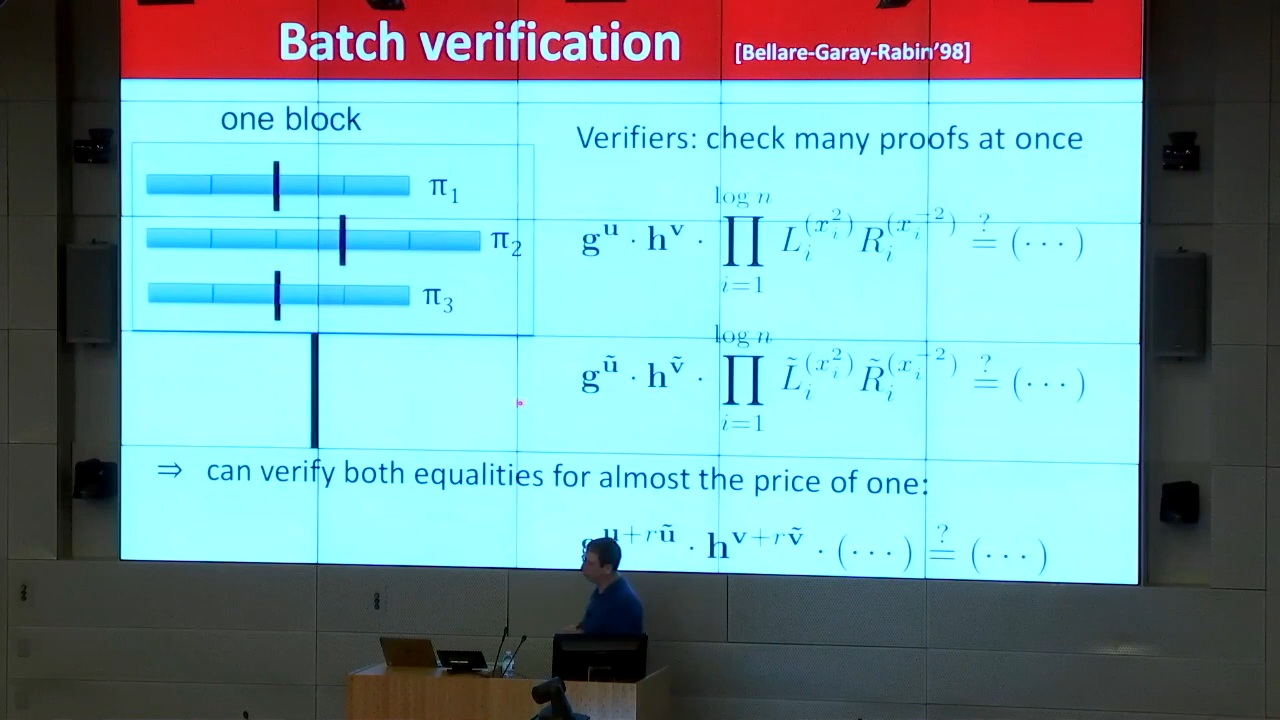 Batch verification [Bellare-Garay-Rabin'98]
one block
π₁
π₂
π₃
Verifiers: check many proofs at once
g^u · h^v · ∏_{i=1}^{log n} L_i^{(x_i^2)} R_i^{(x_i^{-2})} ≟ (···)
g^ũ · h^ṽ · ∏_{i=1}^{log n} L̃_i^{(x_i^2)} R̃_i^{(x_i^{-2})} ≟ (···)
⇒ can verify both equalities for almost the price of one:
g^{u+rũ} · h^{v+rṽ} · (···) ≟ (···)